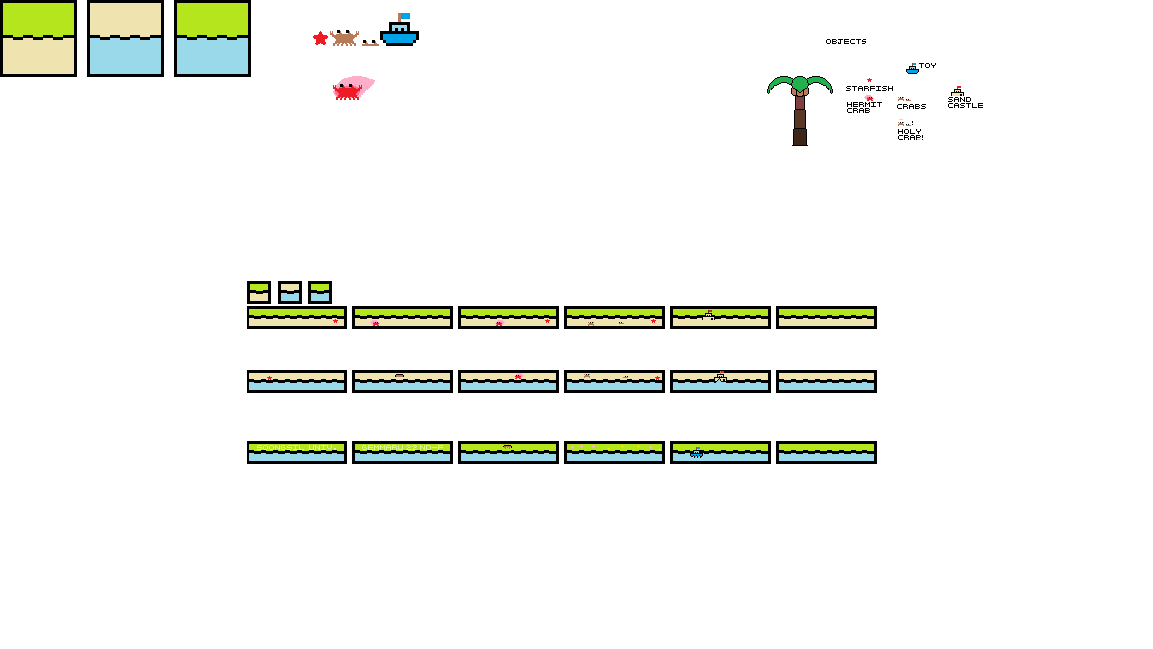 OBJECTS
TOY
STARFISH
HERMIT
CRAB
CRABS
SAND
CASTLE
HOLY
CRAP!